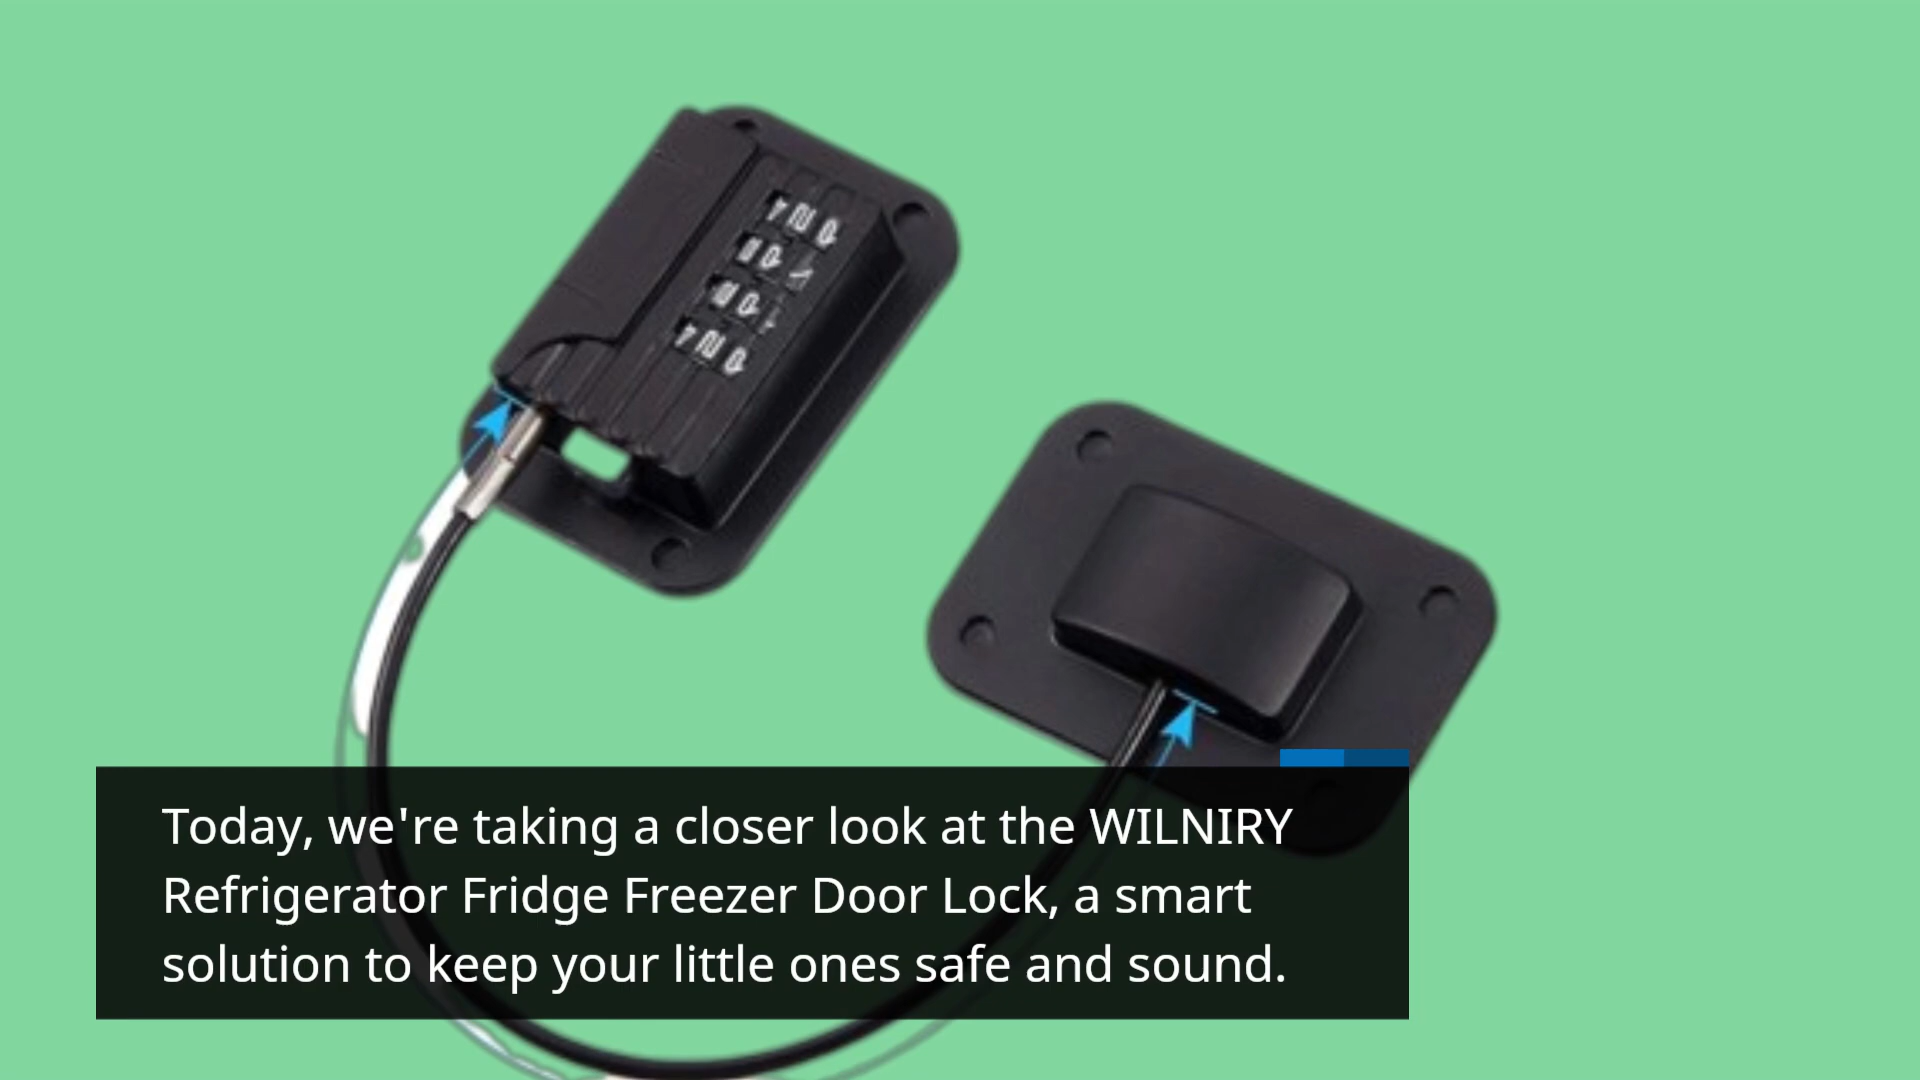 Today, we're taking a closer look at the WILNIRY
Refrigerator Fridge Freezer Door Lock, a smart
solution to keep your little ones safe and sound.